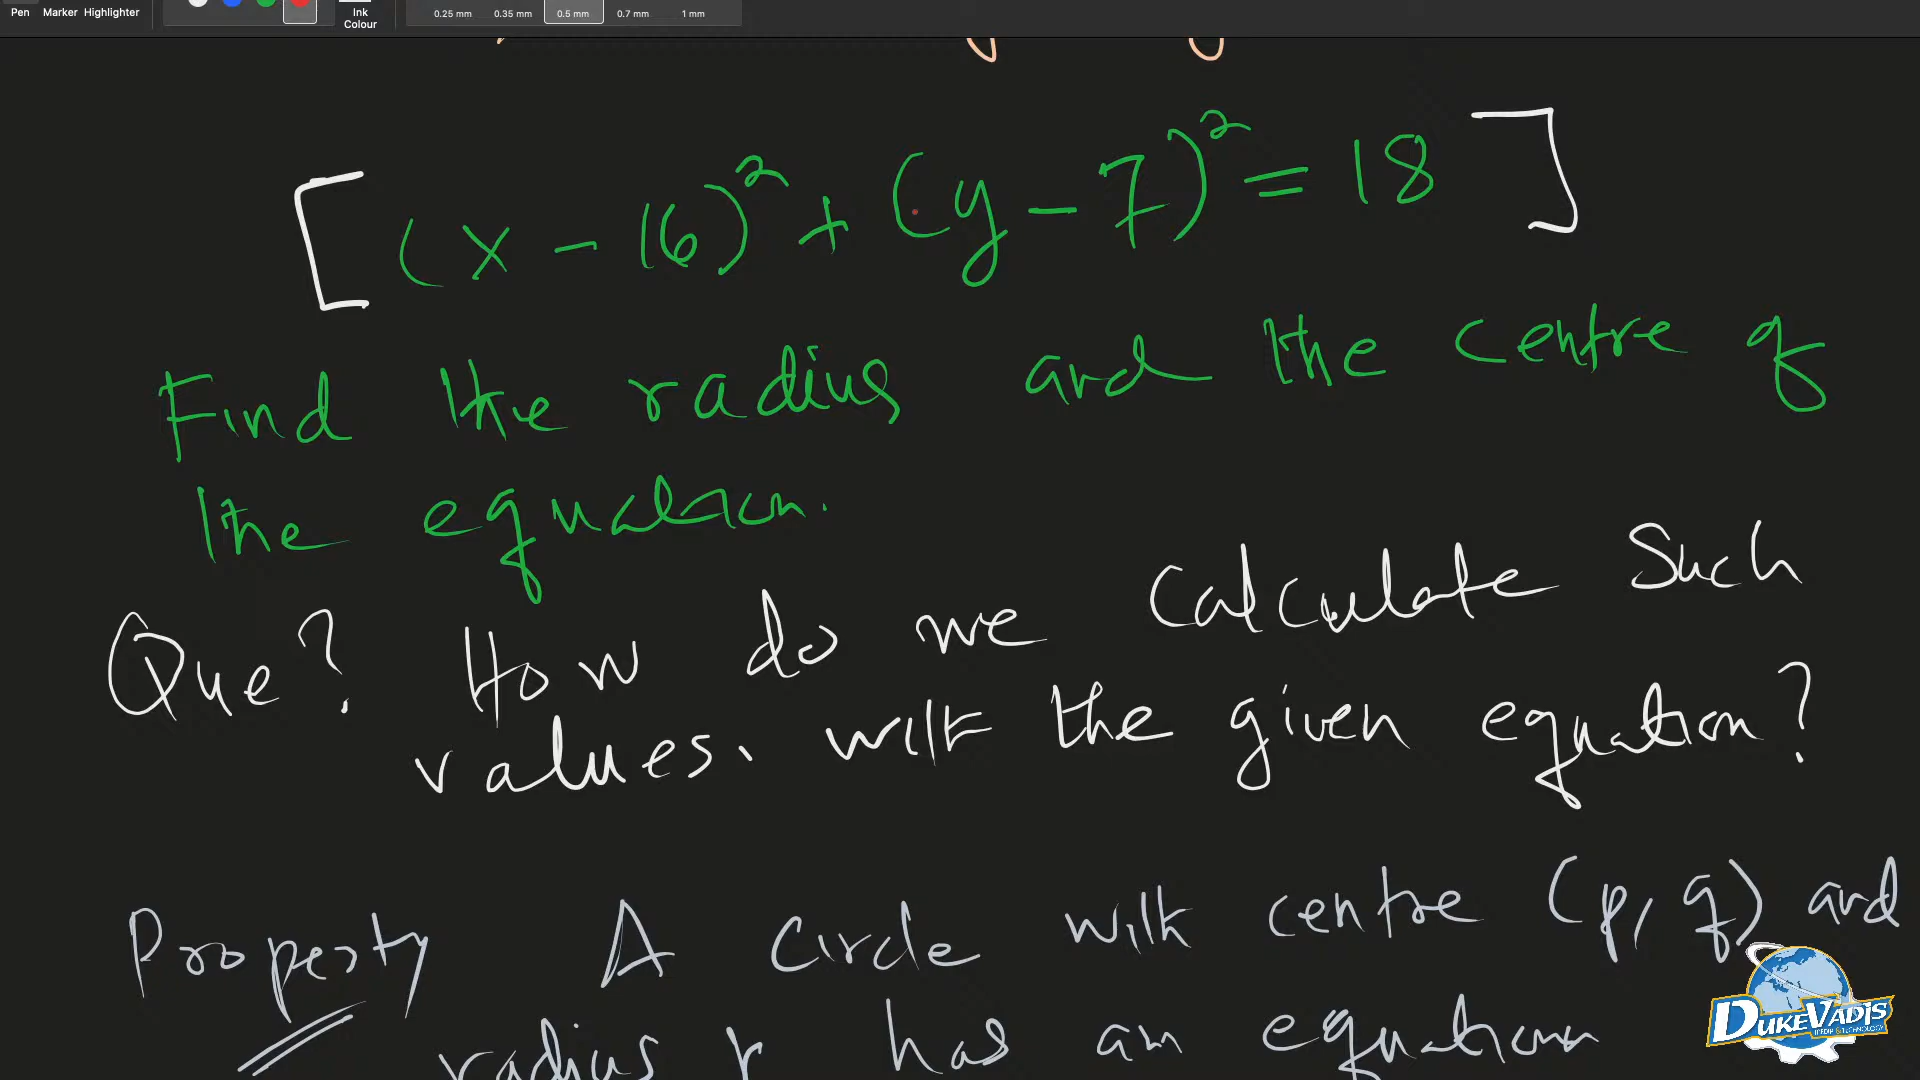 Pen Marker Highlighter Ink Colour 0.25 mm 0.35 mm 0.5 mm 0.7 mm 1 mm
[ (x - 16)² + (y - 7)² = 18 ]
Find the radius and the centre of
the equation.
Que? How do we calculate such
values, with the given equation?
Property A circle with centre (p, q) and
radius r has an equation
DUKEVADIS
MEDIA & TECHNOLOGY